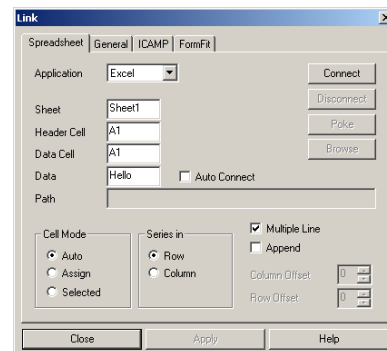 Link
Spreadsheet General ICAMP FormFit
Application Excel Connect
Disconnect
Sheet Sheet1
Poke
Header Cell A1
Browse
Data Cell A1
Data Hello Auto Connect
Path
Cell Mode Series in Multiple Line
Auto Row Append
Assign Column Column Offset 0
Selected Row Offset 0
Close Apply Help